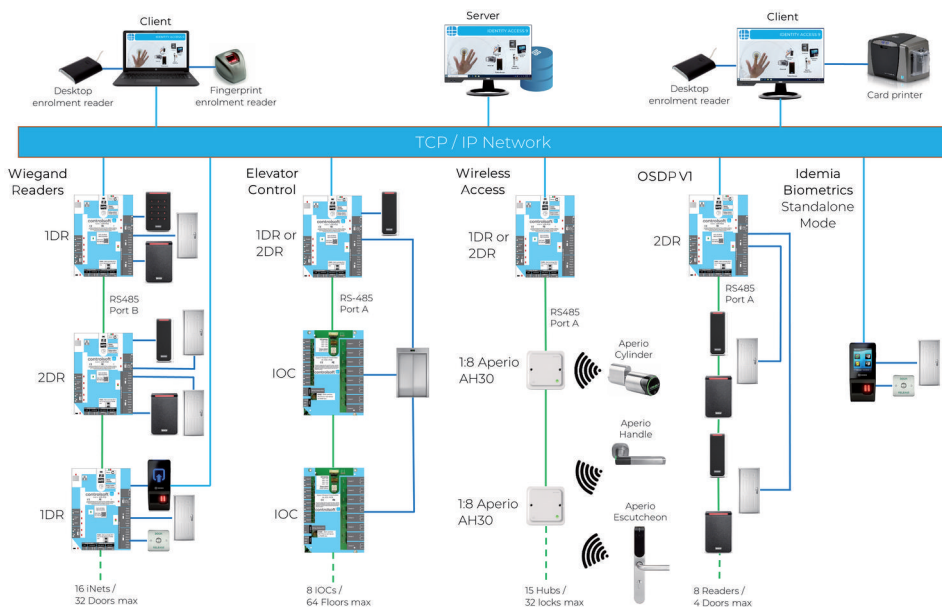 Client
Server
Client
IDENTITY ACCESS 9
Desktop
enrolment reader
Fingerprint
enrolment reader
Desktop
enrolment reader
Card printer
TCP / IP Network
Wiegand
Readers
1DR
RS485
Port B
2DR
1DR
16 iNets /
32 Doors max
Elevator
Control
1DR or
2DR
RS-485
Port A
IOC
IOC
8 IOCs /
64 Floors max
Wireless
Access
1DR or
2DR
RS485
Port A
1:8 Aperio
AH30
Aperio
Cylinder
Aperio
Handle
1:8 Aperio
AH30
Aperio
Escutcheon
15 Hubs /
32 locks max
OSDP V1
2DR
RS485
Port A
8 Readers /
4 Doors max
Idemia
Biometrics
Standalone
Mode